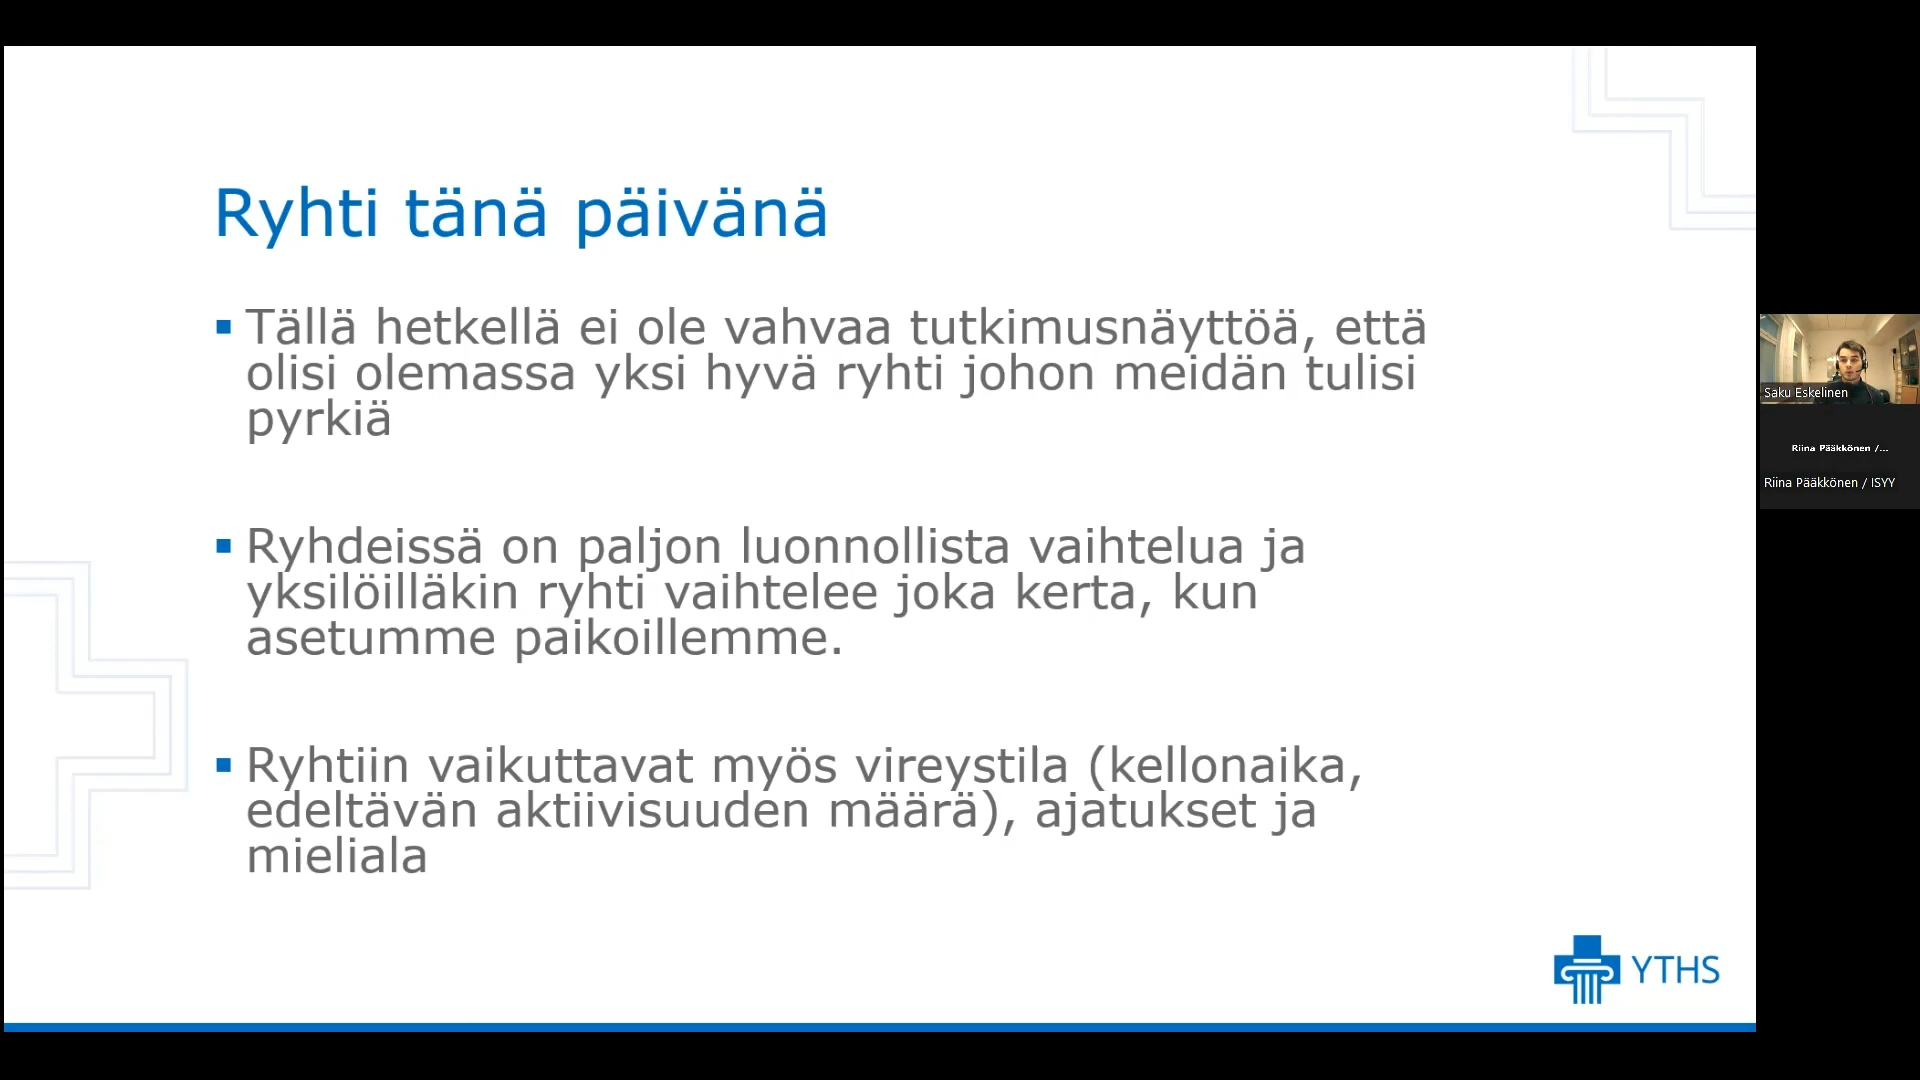 Ryhti tänä päivänä
Tällä hetkellä ei ole vahvaa tutkimusnäyttöä, että
olisi olemassa yksi hyvä ryhti johon meidän tulisi
pyrkiä
Ryhdeissä on paljon luonnollista vaihtelua ja
yksilöilläkin ryhti vaihtelee joka kerta, kun
asetumme paikoillemme.
Ryhtiin vaikuttavat myös vireystila (kellonaika,
edeltävän aktiivisuuden määrä), ajatukset ja
mieliala
YTHS
Saku Eskelinen
Riina Pääkkönen /...
Riina Pääkkönen / ISYY